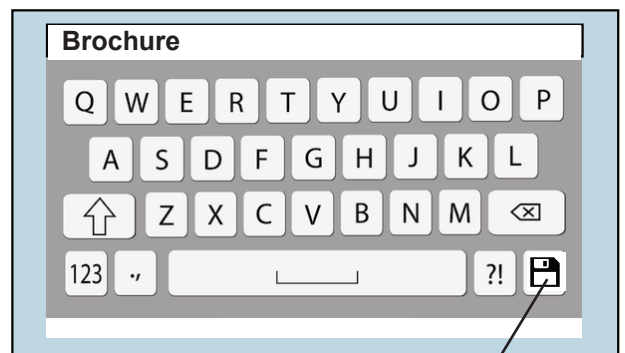 Brochure
Q W E R T Y U I O P
A S D F G H J K L
Z X C V B N M
123 ., ?!